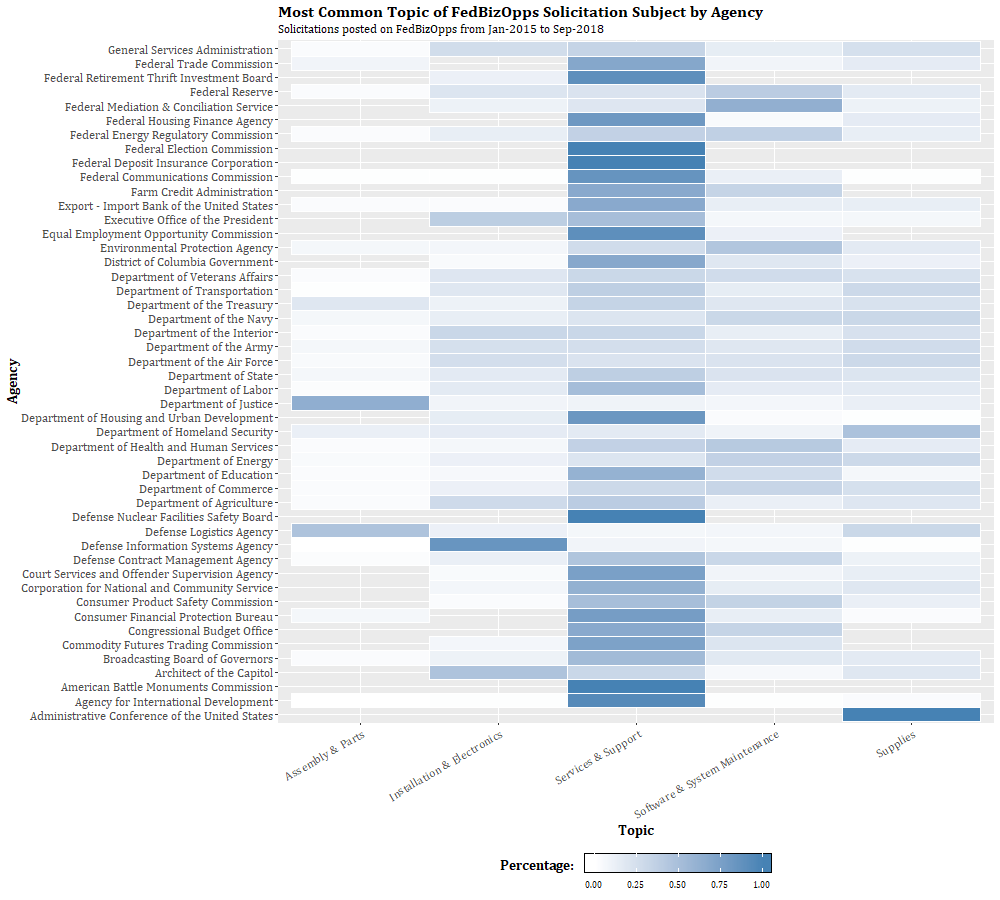 Most Common Topic of FedBizOpps Solicitation Subject by Agency
Solicitations posted on FedBizOpps from Jan-2015 to Sep-2018
Agency
General Services Administration
Federal Trade Commission
Federal Retirement Thrift Investment Board
Federal Reserve
Federal Mediation & Conciliation Service
Federal Housing Finance Agency
Federal Energy Regulatory Commission
Federal Election Commission
Federal Deposit Insurance Corporation
Federal Communications Commission
Farm Credit Administration
Export - Import Bank of the United States
Executive Office of the President
Equal Employment Opportunity Commission
Environmental Protection Agency
District of Columbia Government
Department of Veterans Affairs
Department of Transportation
Department of the Treasury
Department of the Navy
Department of the Interior
Department of the Army
Department of the Air Force
Department of State
Department of Labor
Department of Justice
Department of Housing and Urban Development
Department of Homeland Security
Department of Health and Human Services
Department of Energy
Department of Education
Department of Commerce
Department of Agriculture
Defense Nuclear Facilities Safety Board
Defense Logistics Agency
Defense Information Systems Agency
Defense Contract Management Agency
Court Services and Offender Supervision Agency
Corporation for National and Community Service
Consumer Product Safety Commission
Consumer Financial Protection Bureau
Congressional Budget Office
Commodity Futures Trading Commission
Broadcasting Board of Governors
Architect of the Capitol
American Battle Monuments Commission
Agency for International Development
Administrative Conference of the United States
Assembly & Parts
Installation & Electronics
Services & Support
Software & System Maintenance
Supplies
Topic
Percentage:
0.00 0.25 0.50 0.75 1.00